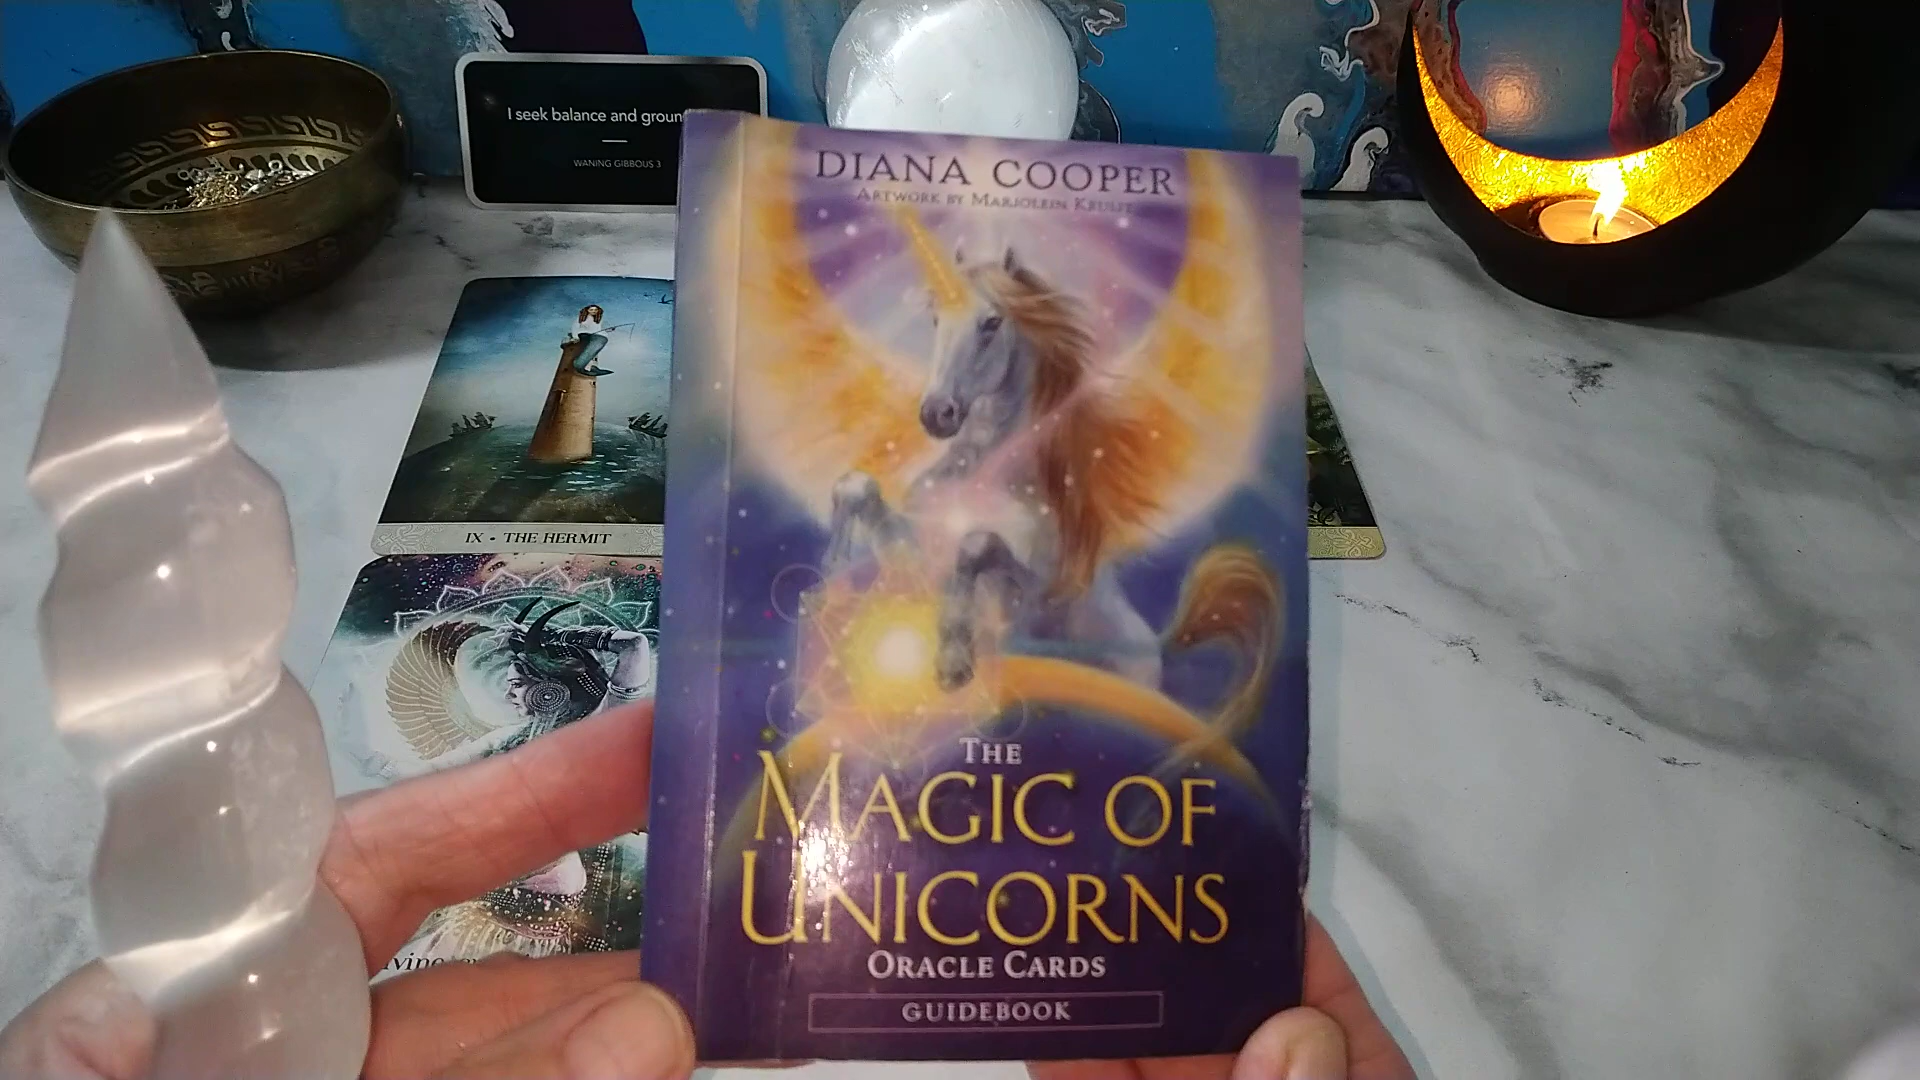 I seek balance and groun
WANING GIBBOUS 3
DIANA COOPER
ARTWORK BY MARJOLEIN KRUIJT
IX - THE HERMIT
THE
MAGIC OF
UNICORNS
ORACLE CARDS
GUIDEBOOK